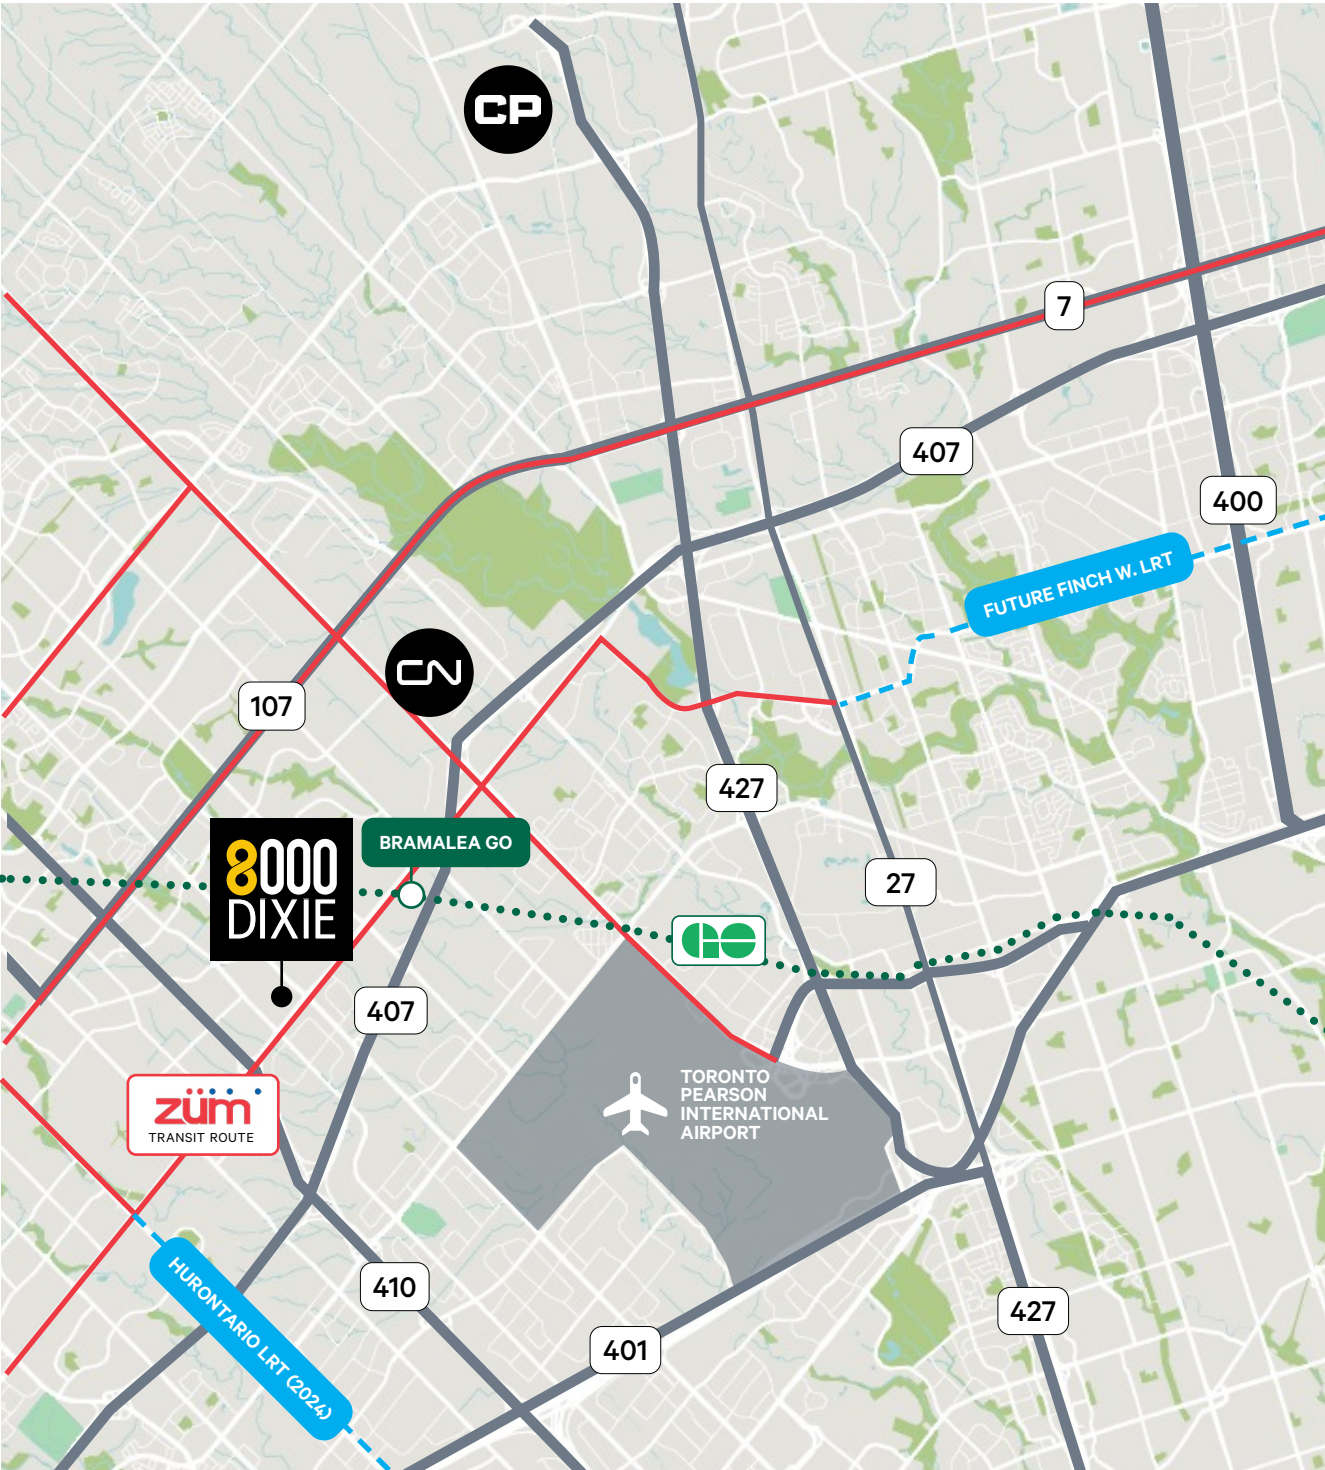 CP
7
407
400
FUTURE FINCH W. LRT
CN
107
427
8000
DIXIE
BRAMALEA GO
27
GO
407
TORONTO
PEARSON
INTERNATIONAL
AIRPORT
züm
TRANSIT ROUTE
HURONTARIO LRT (2024)
410
427
401